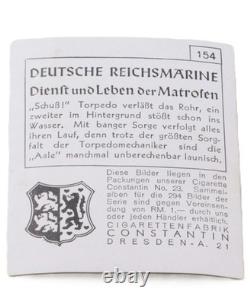 154
DEUTSCHE REICHSMARINE
Dienst und Leben der Matrosen
„Schuß!" Torpedo verläßt das Rohr, ein
zweiter im Hintergrund stößt schon ins
Wasser. Mit banger Sorge verfolgt alles
ihren Lauf, denn trotz der größten Sorg-
falt der Torpedomechaniker sind die
„Aale" manchmal unberechenbar launisch.
Diese Bilder liegen in den
Packungen unserer Cigarette
Constantin No. 23. Sammel-
alben für die 294 Bilder der
Serie sind gegen Voreinsen-
dung von RM. 1.— durch uns
oder jeden Händler erhältlich.
CIGARETTENFABRIK
CONSTANTIN
DRESDEN-A. 21